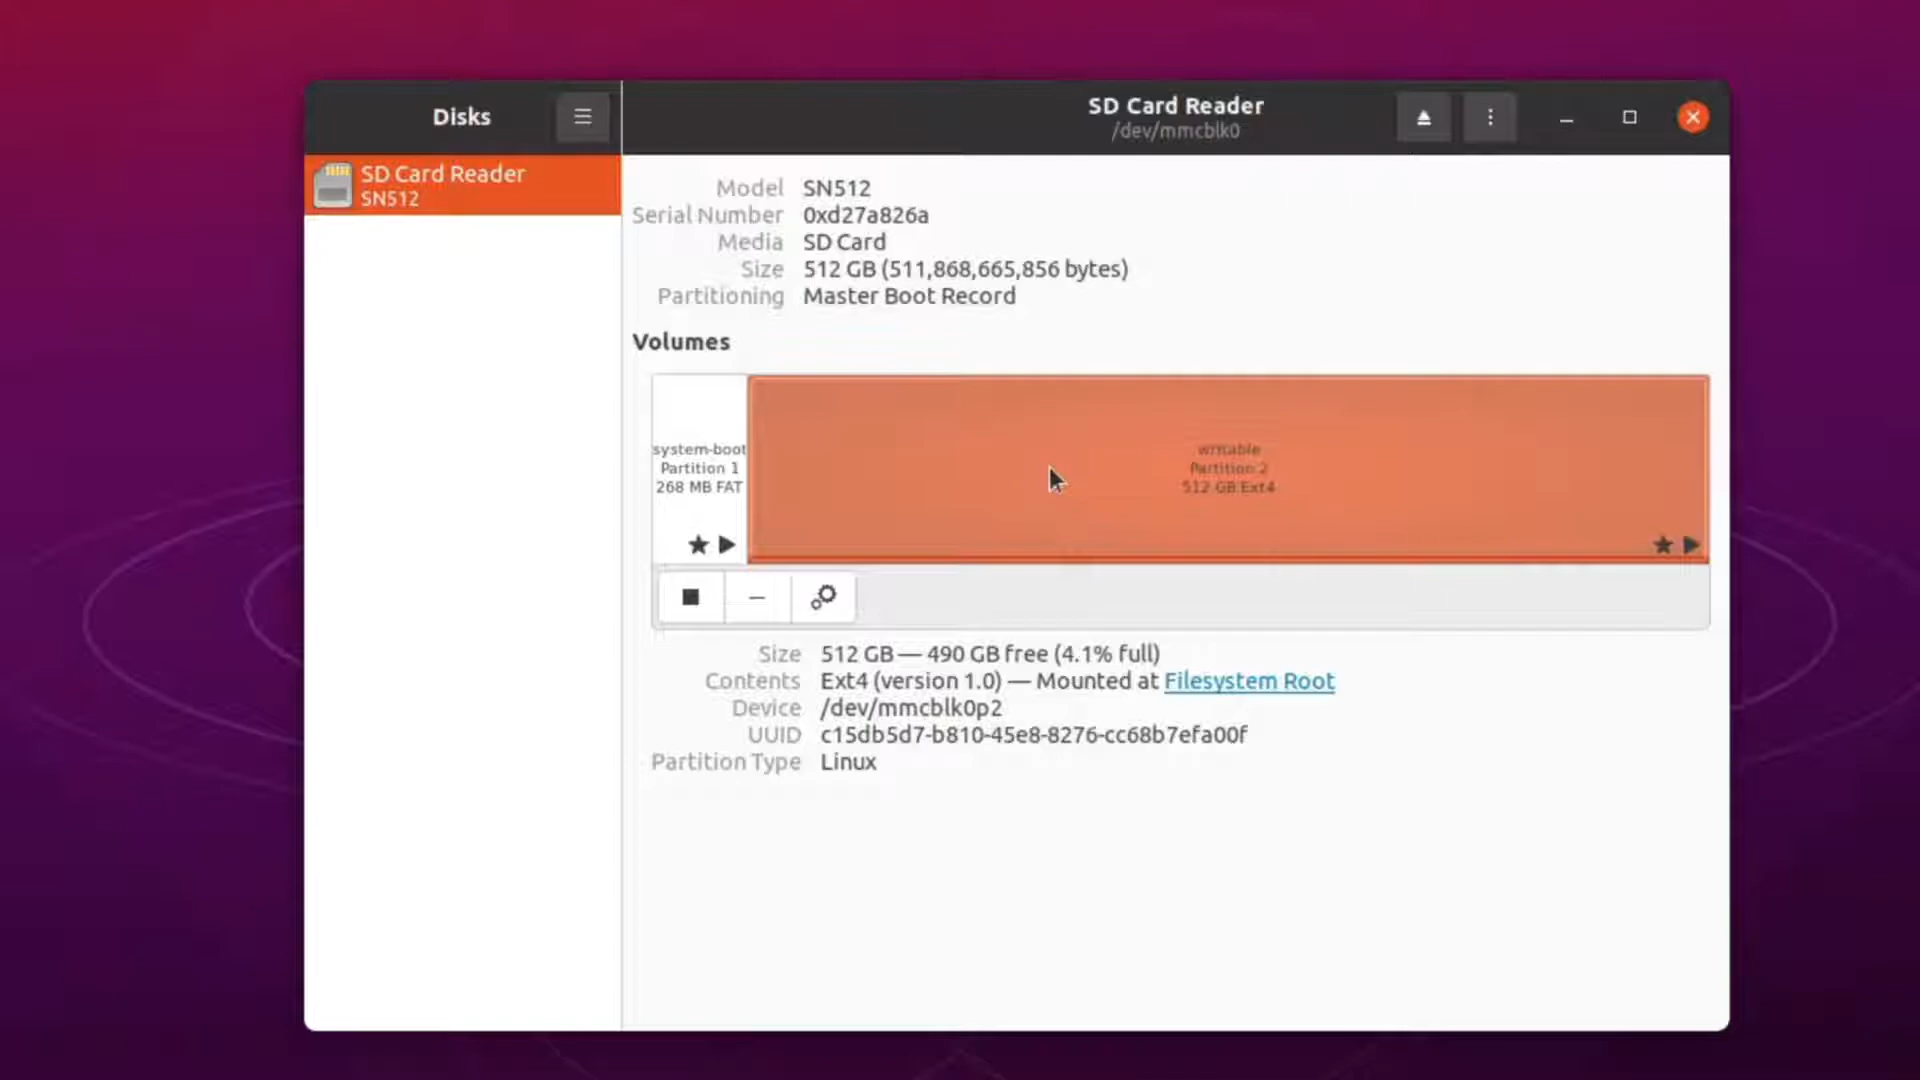 Disks
SD Card Reader
/dev/mmcblk0
SD Card Reader
SN512
Model SN512
Serial Number 0xd27a826a
Media SD Card
Size 512 GB (511,868,665,856 bytes)
Partitioning Master Boot Record
Volumes
system-boot
Partition 1
268 MB FAT
writable
Partition 2
512 GB Ext4
Size 512 GB — 490 GB free (4.1% full)
Contents Ext4 (version 1.0) — Mounted at Filesystem Root
Device /dev/mmcblk0p2
UUID c15db5d7-b810-45e8-8276-cc68b7efa00f
Partition Type Linux